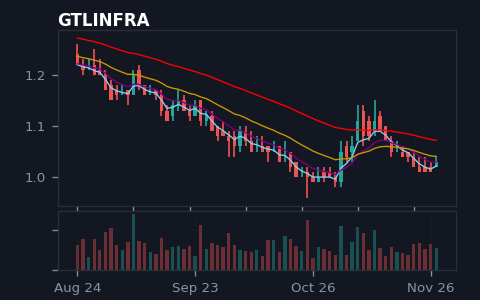 GTLINFRA
1.2
1.1
1.0
Aug 24
Sep 23
Oct 26
Nov 26